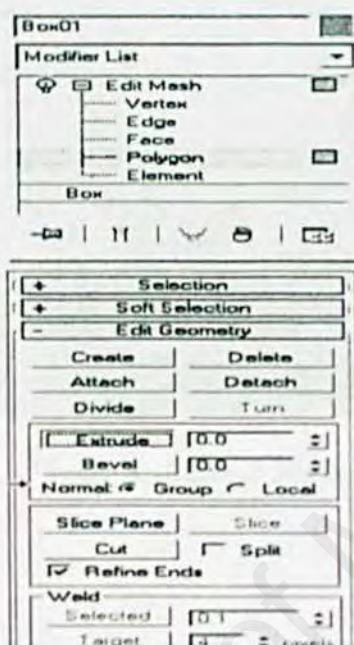 Box01
Modifier List
Edit Mesh
Vertex
Edge
Face
Polygon
Element
Box
+ Selection
+ Soft Selection
- Edit Geometry
Create Delete
Attach Detach
Divide Turn
Extrude 0.0
Bevel 0.0
Normal: Group Local
Slice Plane Slice
Cut Split
Refine Ends
Weld
Selected 0.1
Target 4 pixels